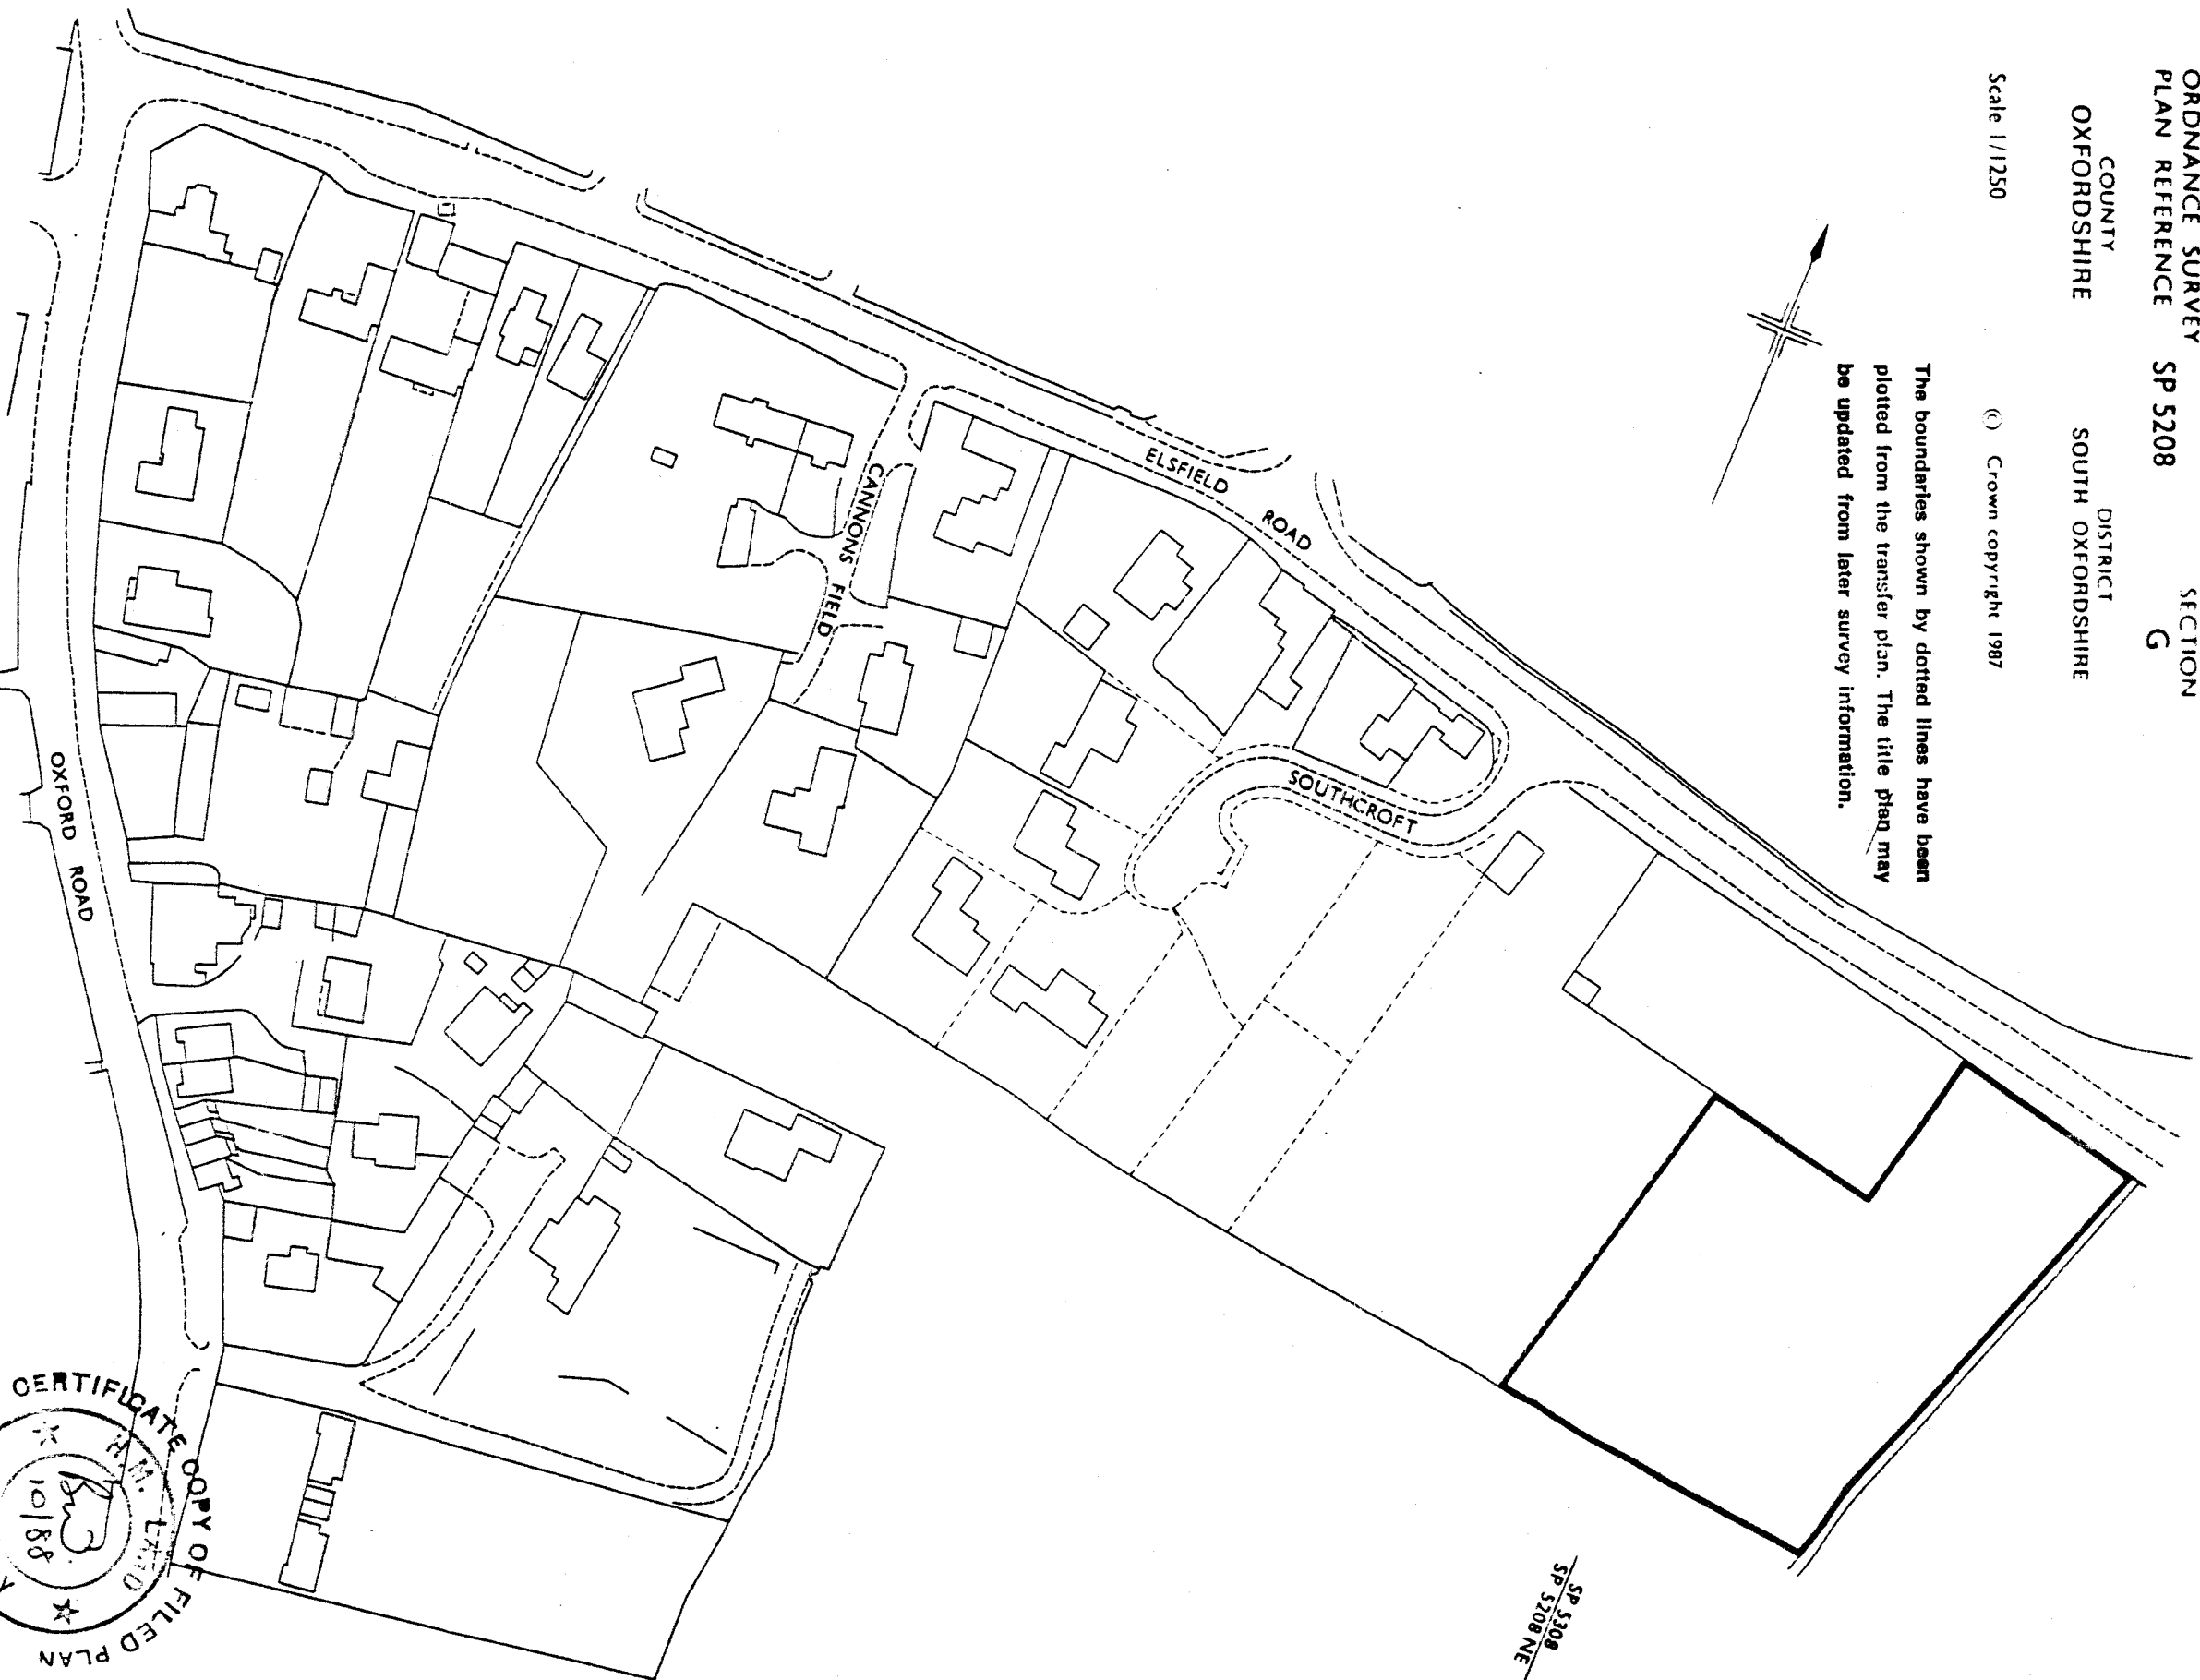 ORDNANCE SURVEY
PLAN REFERENCE SP 5208
SECTION
G
COUNTY
OXFORDSHIRE
DISTRICT
SOUTH OXFORDSHIRE
Scale 1/1250
© Crown copyright 1987
The boundaries shown by dotted lines have been
plotted from the transfer plan. The title plan may
be updated from later survey information.
ELSFIELD
ROAD
CANNONS
FIELD
SOUTHCROFT
OXFORD ROAD
SP 5308
SP 5208 NE
CERTIFICATE COPY OF FILED PLAN
H.M. LAND
10/88